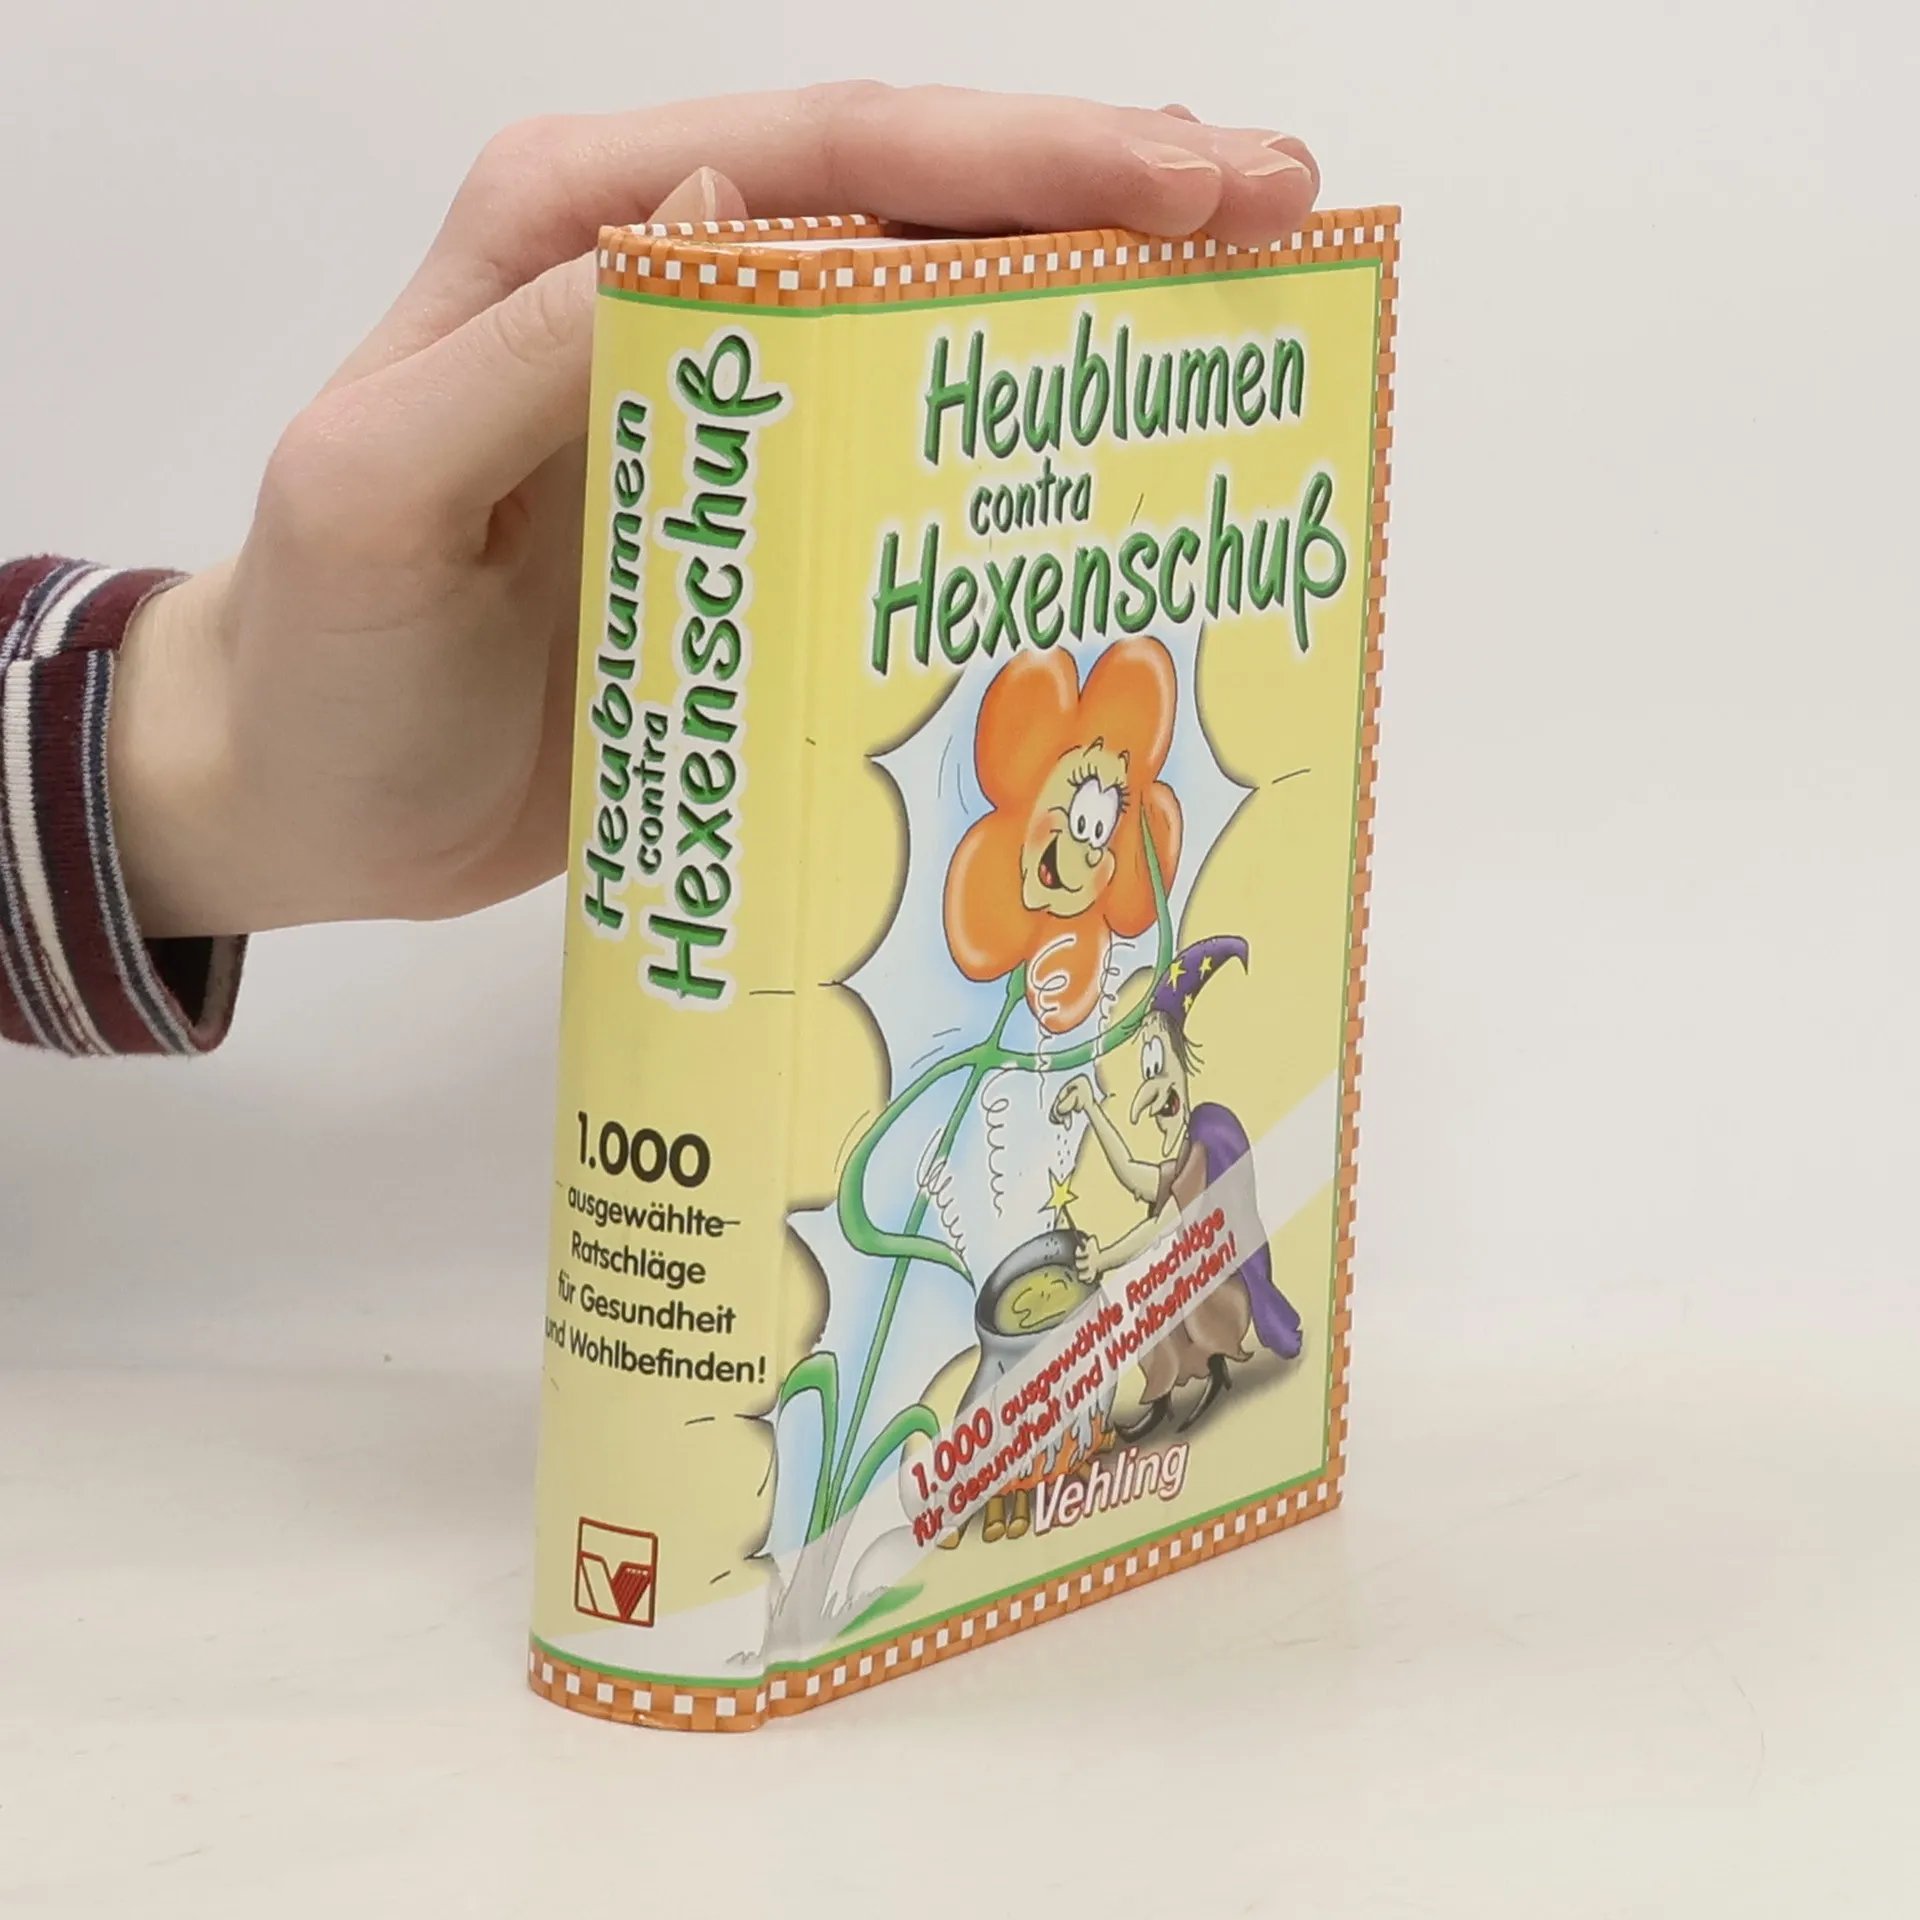 Heublumen
contra
Hexenschuß
1.000
ausgewählte
Ratschläge
für Gesundheit
und Wohlbefinden!
Heublumen
contra
Hexenschuß
1.000 ausgewählte Ratschläge
für Gesundheit und Wohlbefinden!
Vehling